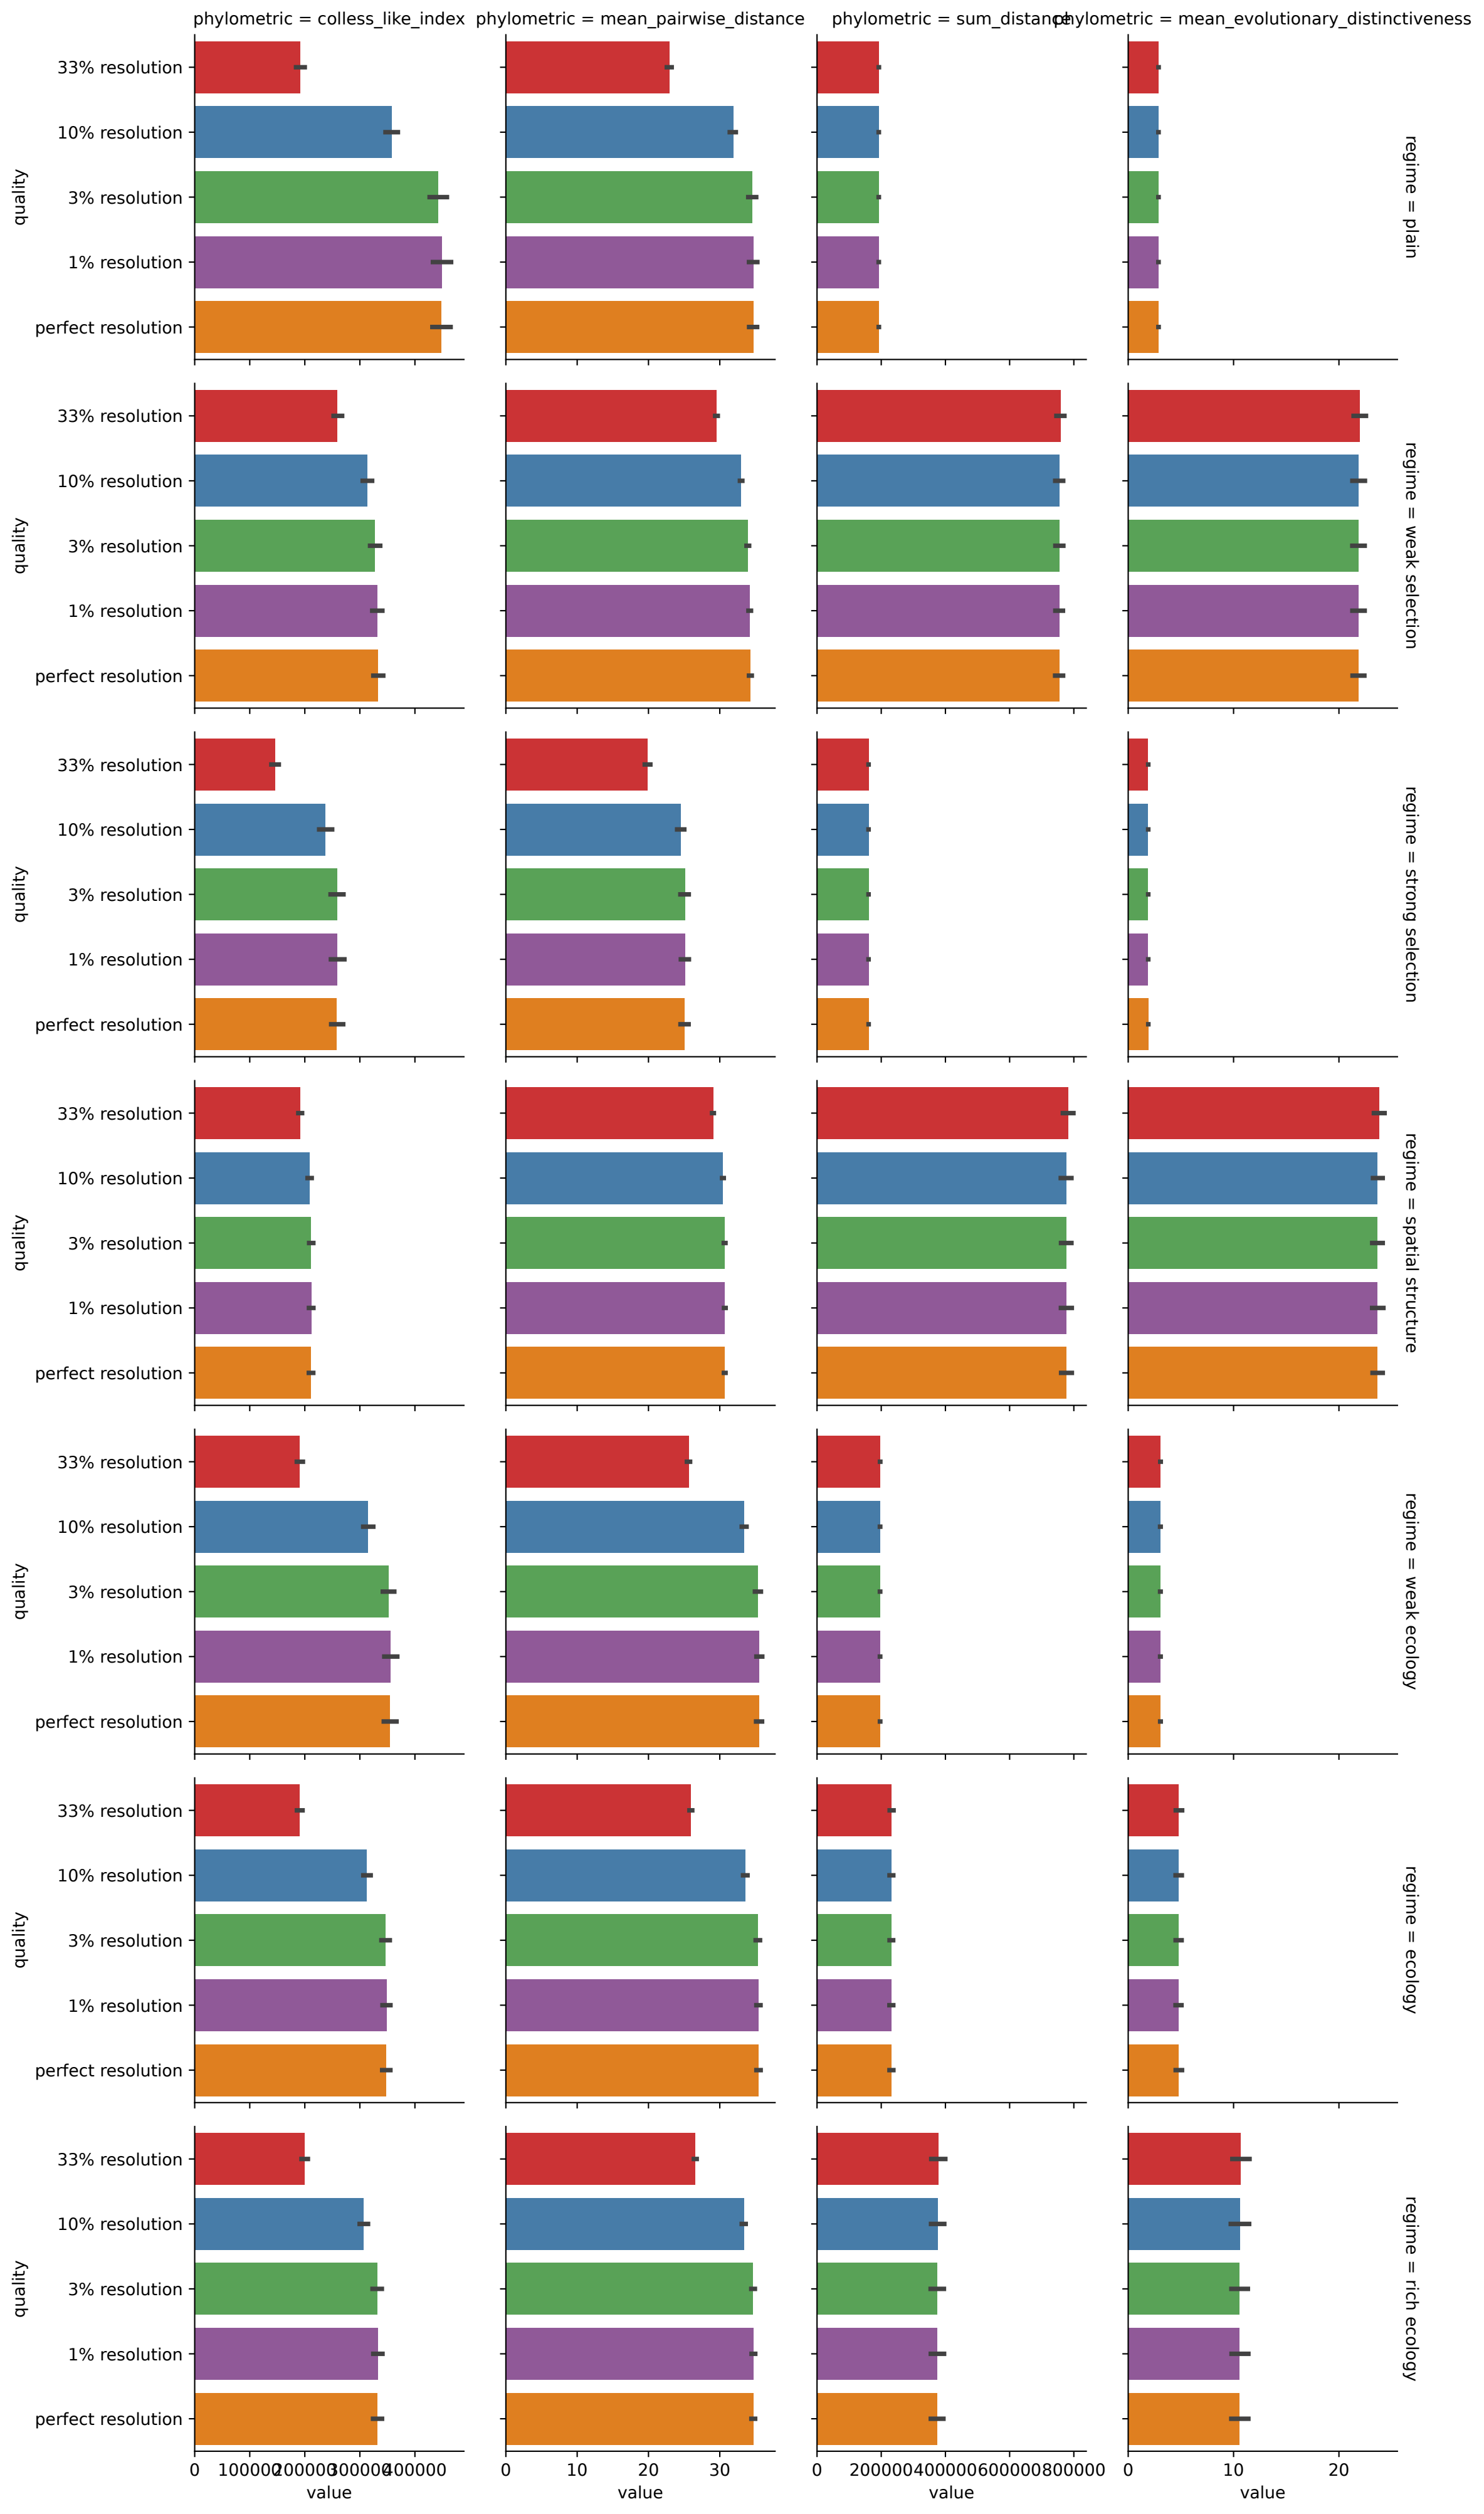 phylometric = colless_like_index
phylometric = mean_pairwise_distance
phylometric = sum_distance
phylometric = mean_evolutionary_distinctiveness
quality
33% resolution
10% resolution
3% resolution
1% resolution
perfect resolution
regime = plain
quality
33% resolution
10% resolution
3% resolution
1% resolution
perfect resolution
regime = weak selection
quality
33% resolution
10% resolution
3% resolution
1% resolution
perfect resolution
regime = strong selection
quality
33% resolution
10% resolution
3% resolution
1% resolution
perfect resolution
regime = spatial structure
quality
33% resolution
10% resolution
3% resolution
1% resolution
perfect resolution
regime = weak ecology
quality
33% resolution
10% resolution
3% resolution
1% resolution
perfect resolution
regime = ecology
quality
33% resolution
10% resolution
3% resolution
1% resolution
perfect resolution
regime = rich ecology
0 100000 200000 300000 400000
0 10 20 30
0 200000 400000 600000 800000
0 10 20
value
value
value
value